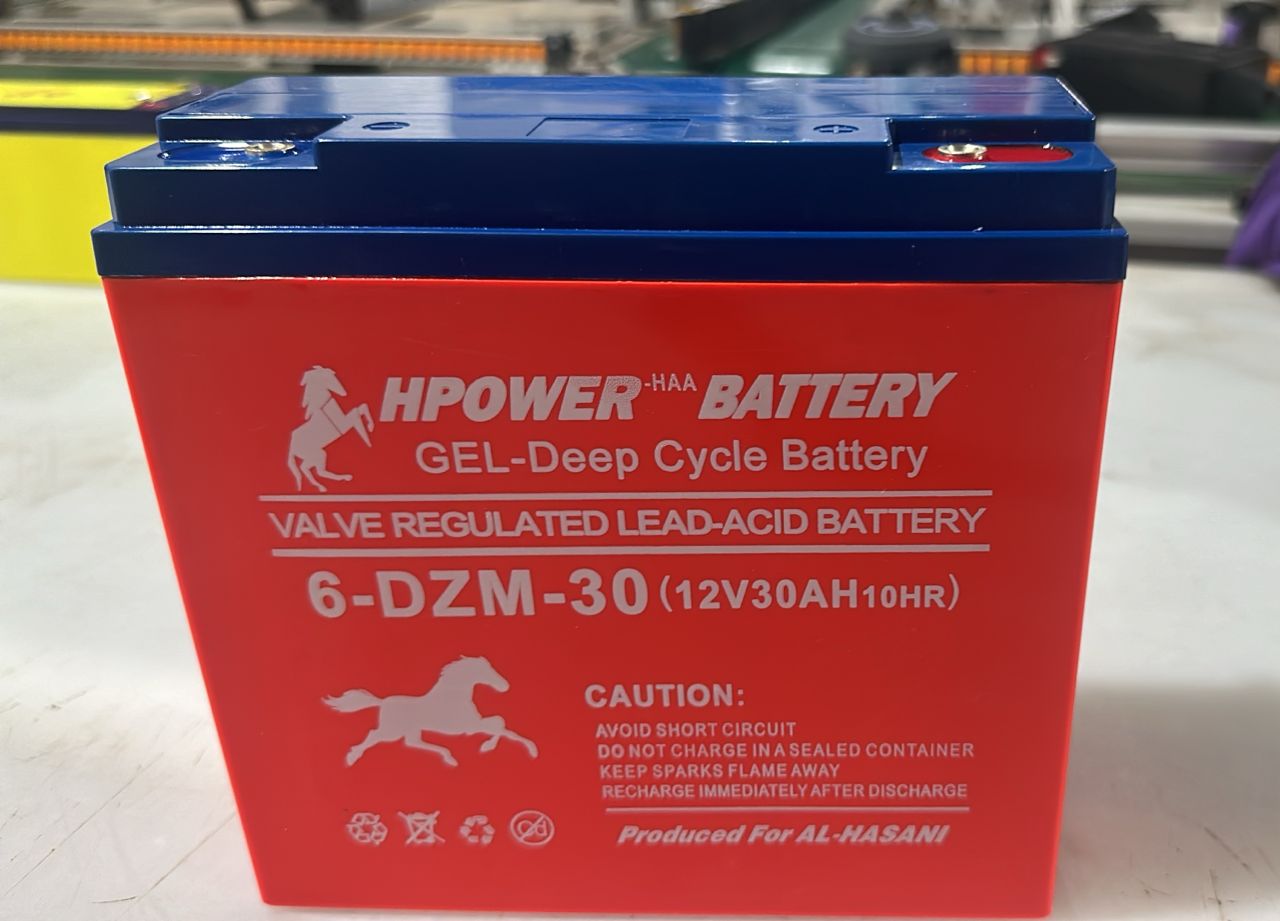 HPOWER-HAA BATTERY
GEL-Deep Cycle Battery
VALVE REGULATED LEAD-ACID BATTERY
6-DZM-30(12V30AH10HR)
CAUTION:
AVOID SHORT CIRCUIT
DO NOT CHARGE IN A SEALED CONTAINER
KEEP SPARKS FLAME AWAY
RECHARGE IMMEDIATELY AFTER DISCHARGE
Cd
Produced For AL-HASANI